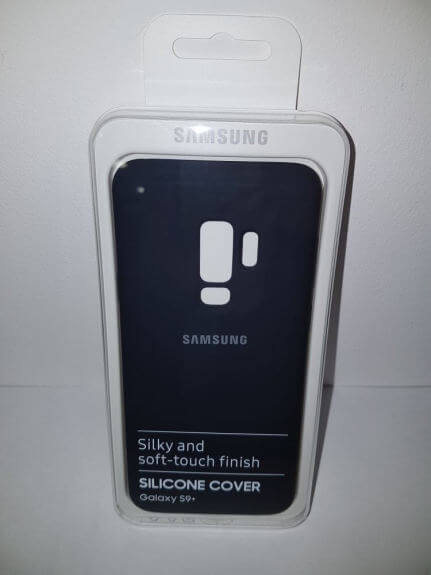 SAMSUNG
SAMSUNG
Silky and
soft-touch finish
SILICONE COVER
Galaxy S9+